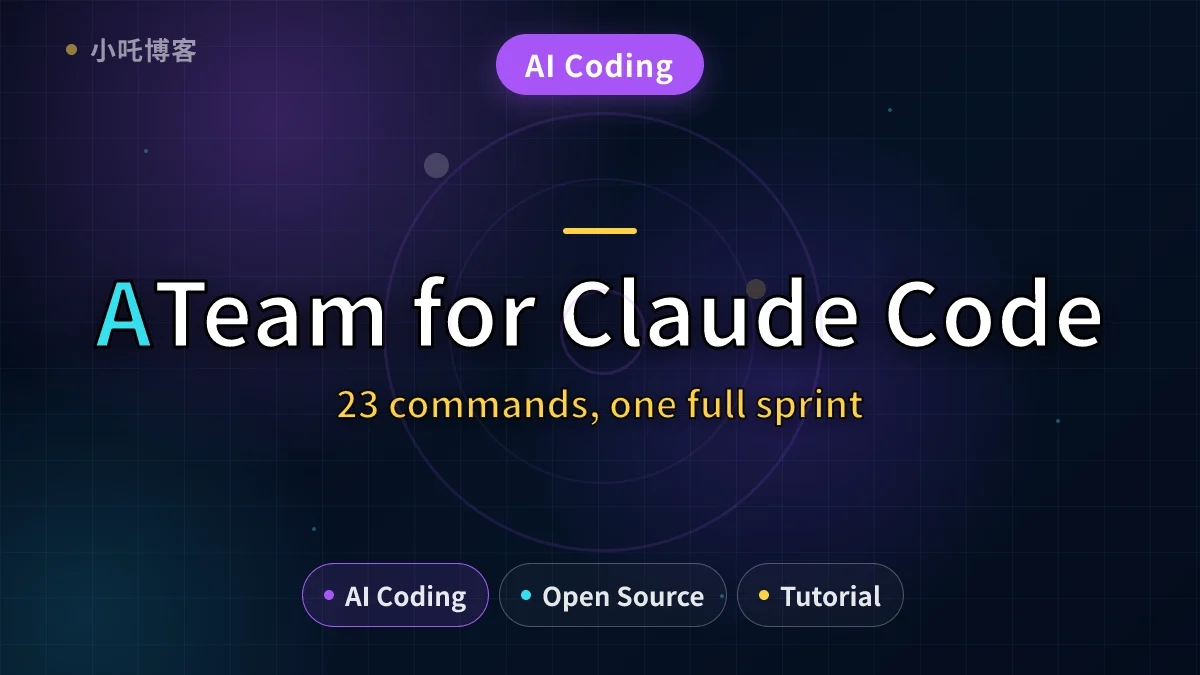 小吒博客
AI Coding
ATeam for Claude Code
23 commands, one full sprint
AI Coding
Open Source
Tutorial